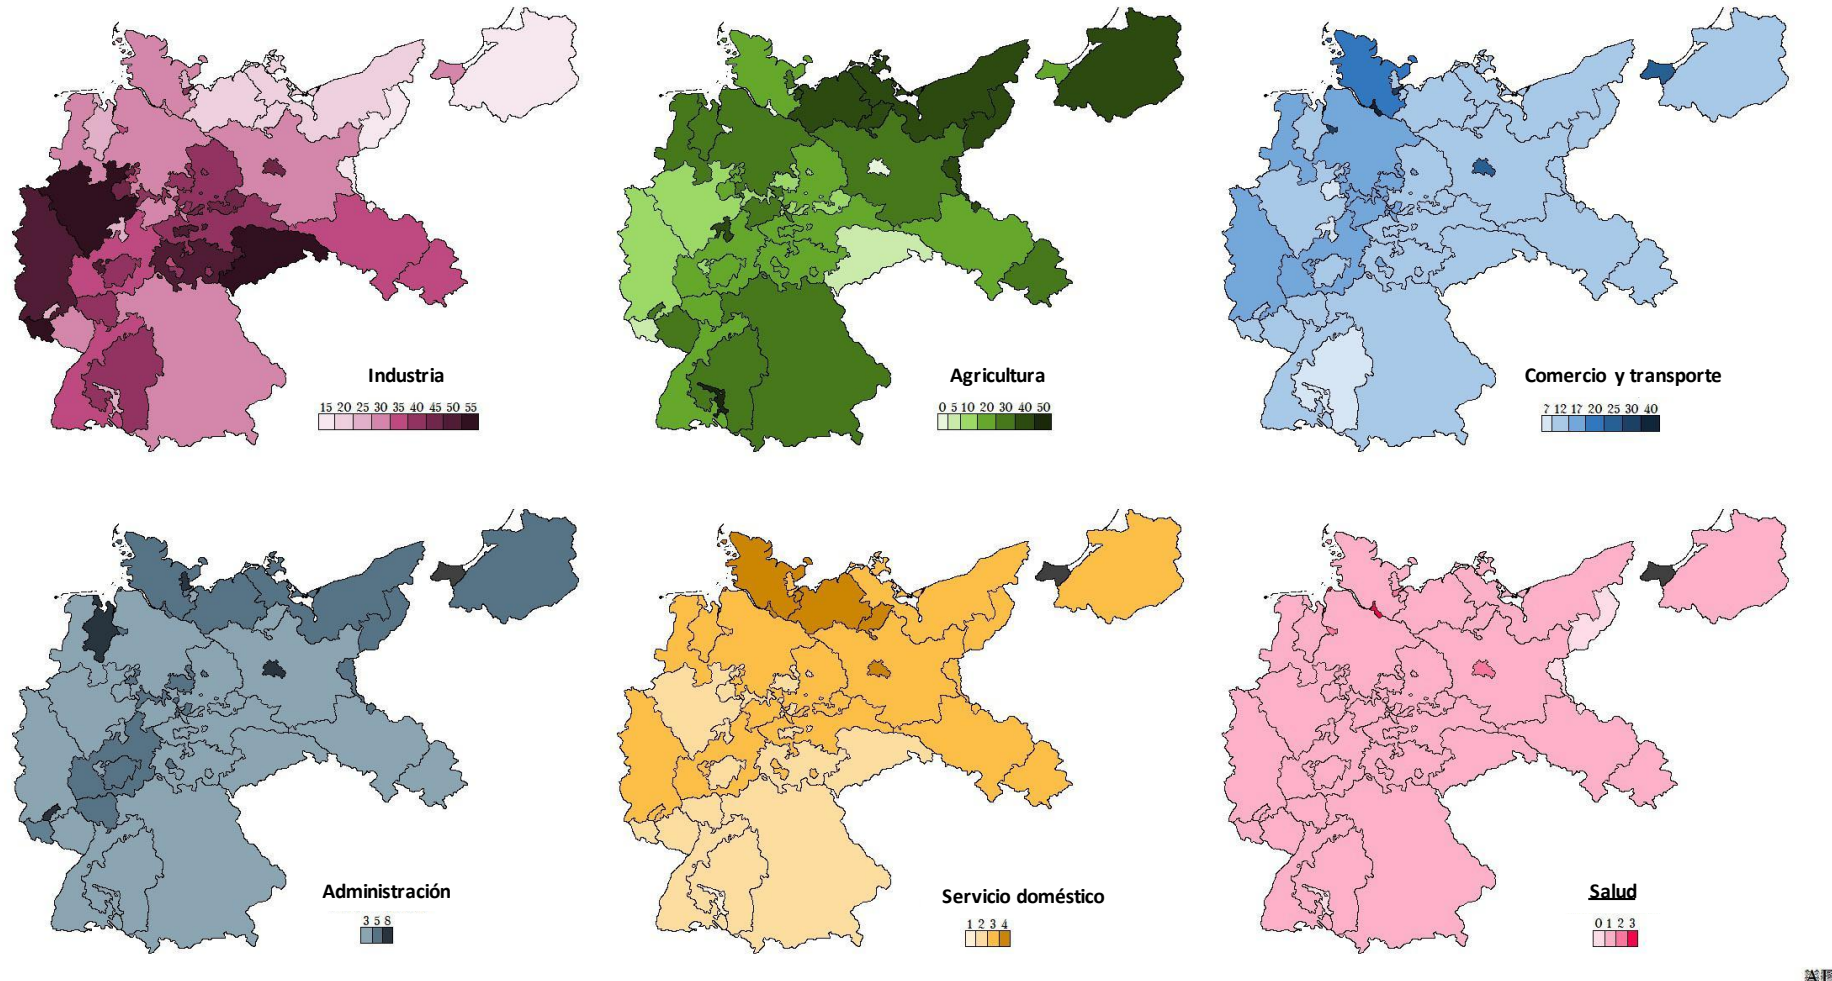 Industria
15 20 25 30 35 40 45 50 55
Agricultura
0 5 10 20 30 40 50
Comercio y transporte
7 12 17 20 25 30 40
Administración
3 5 8
Servicio doméstico
1 2 3 4
Salud
0 1 2 3